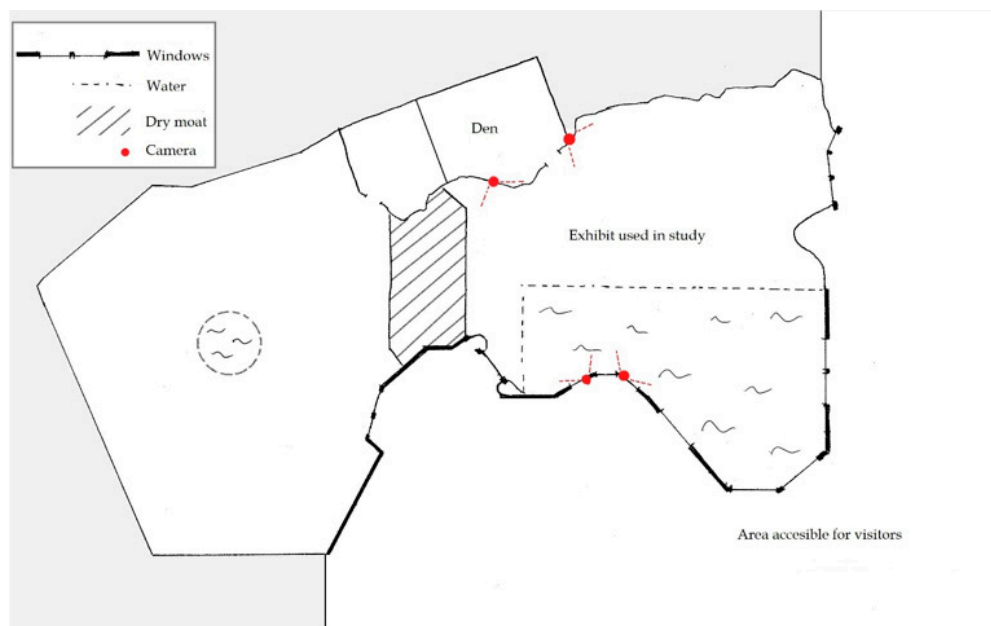 Windows
Water
Dry moat
Camera
Den
Exhibit used in study
Area accesible for visitors